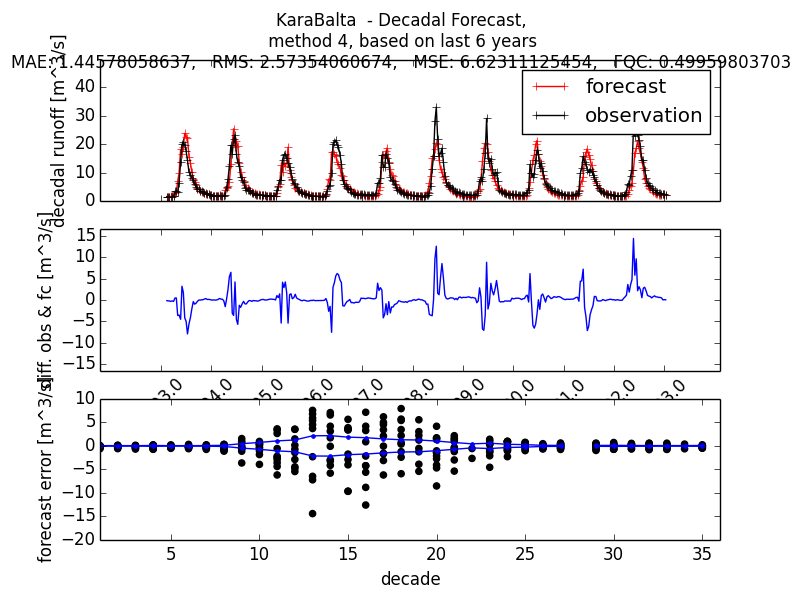 KaraBalta - Decadal Forecast,
method 4, based on last 6 years
MAE: 1.44578058637, RMS: 2.57354060674, MSE: 6.62311125454, FQC: 0.49959803703
decadal runoff [m^3/s]
40
30
20
10
0
forecast
observation
diff. obs & fc [m^3/s]
15
10
5
0
−5
−10
−15
forecast error [m^3/s]
10
5
0
−5
−10
−15
−20
5 10 15 20 25 30 35
decade